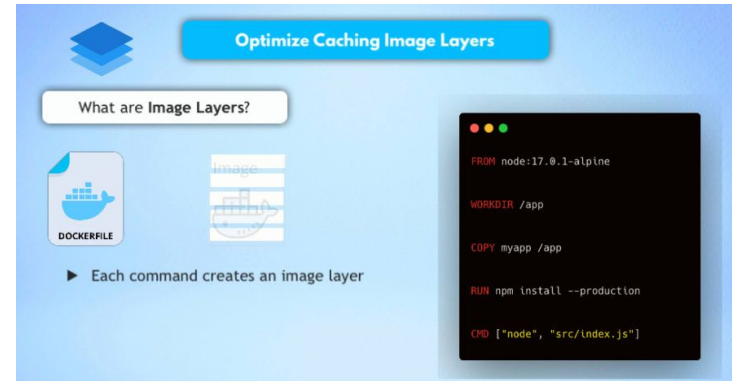 Optimize Caching Image Layers
What are Image Layers?
Image
DOCKERFILE
▶ Each command creates an image layer
FROM node:17.0.1-alpine
WORKDIR /app
COPY myapp /app
RUN npm install --production
CMD ["node", "src/index.js"]